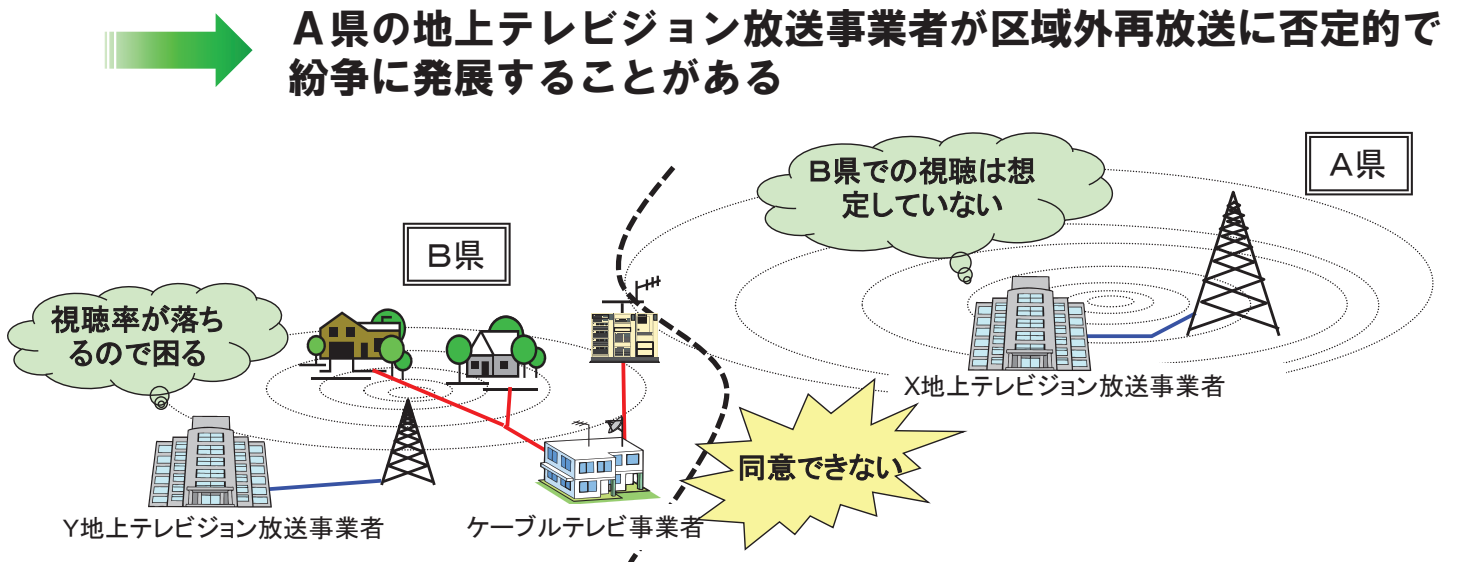 A県の地上テレビジョン放送事業者が区域外再放送に否定的で
紛争に発展することがある
A県
B県での視聴は想
定していない
B県
視聴率が落ち
るので困る
X地上テレビジョン放送事業者
同意できない
Y地上テレビジョン放送事業者
ケーブルテレビ事業者